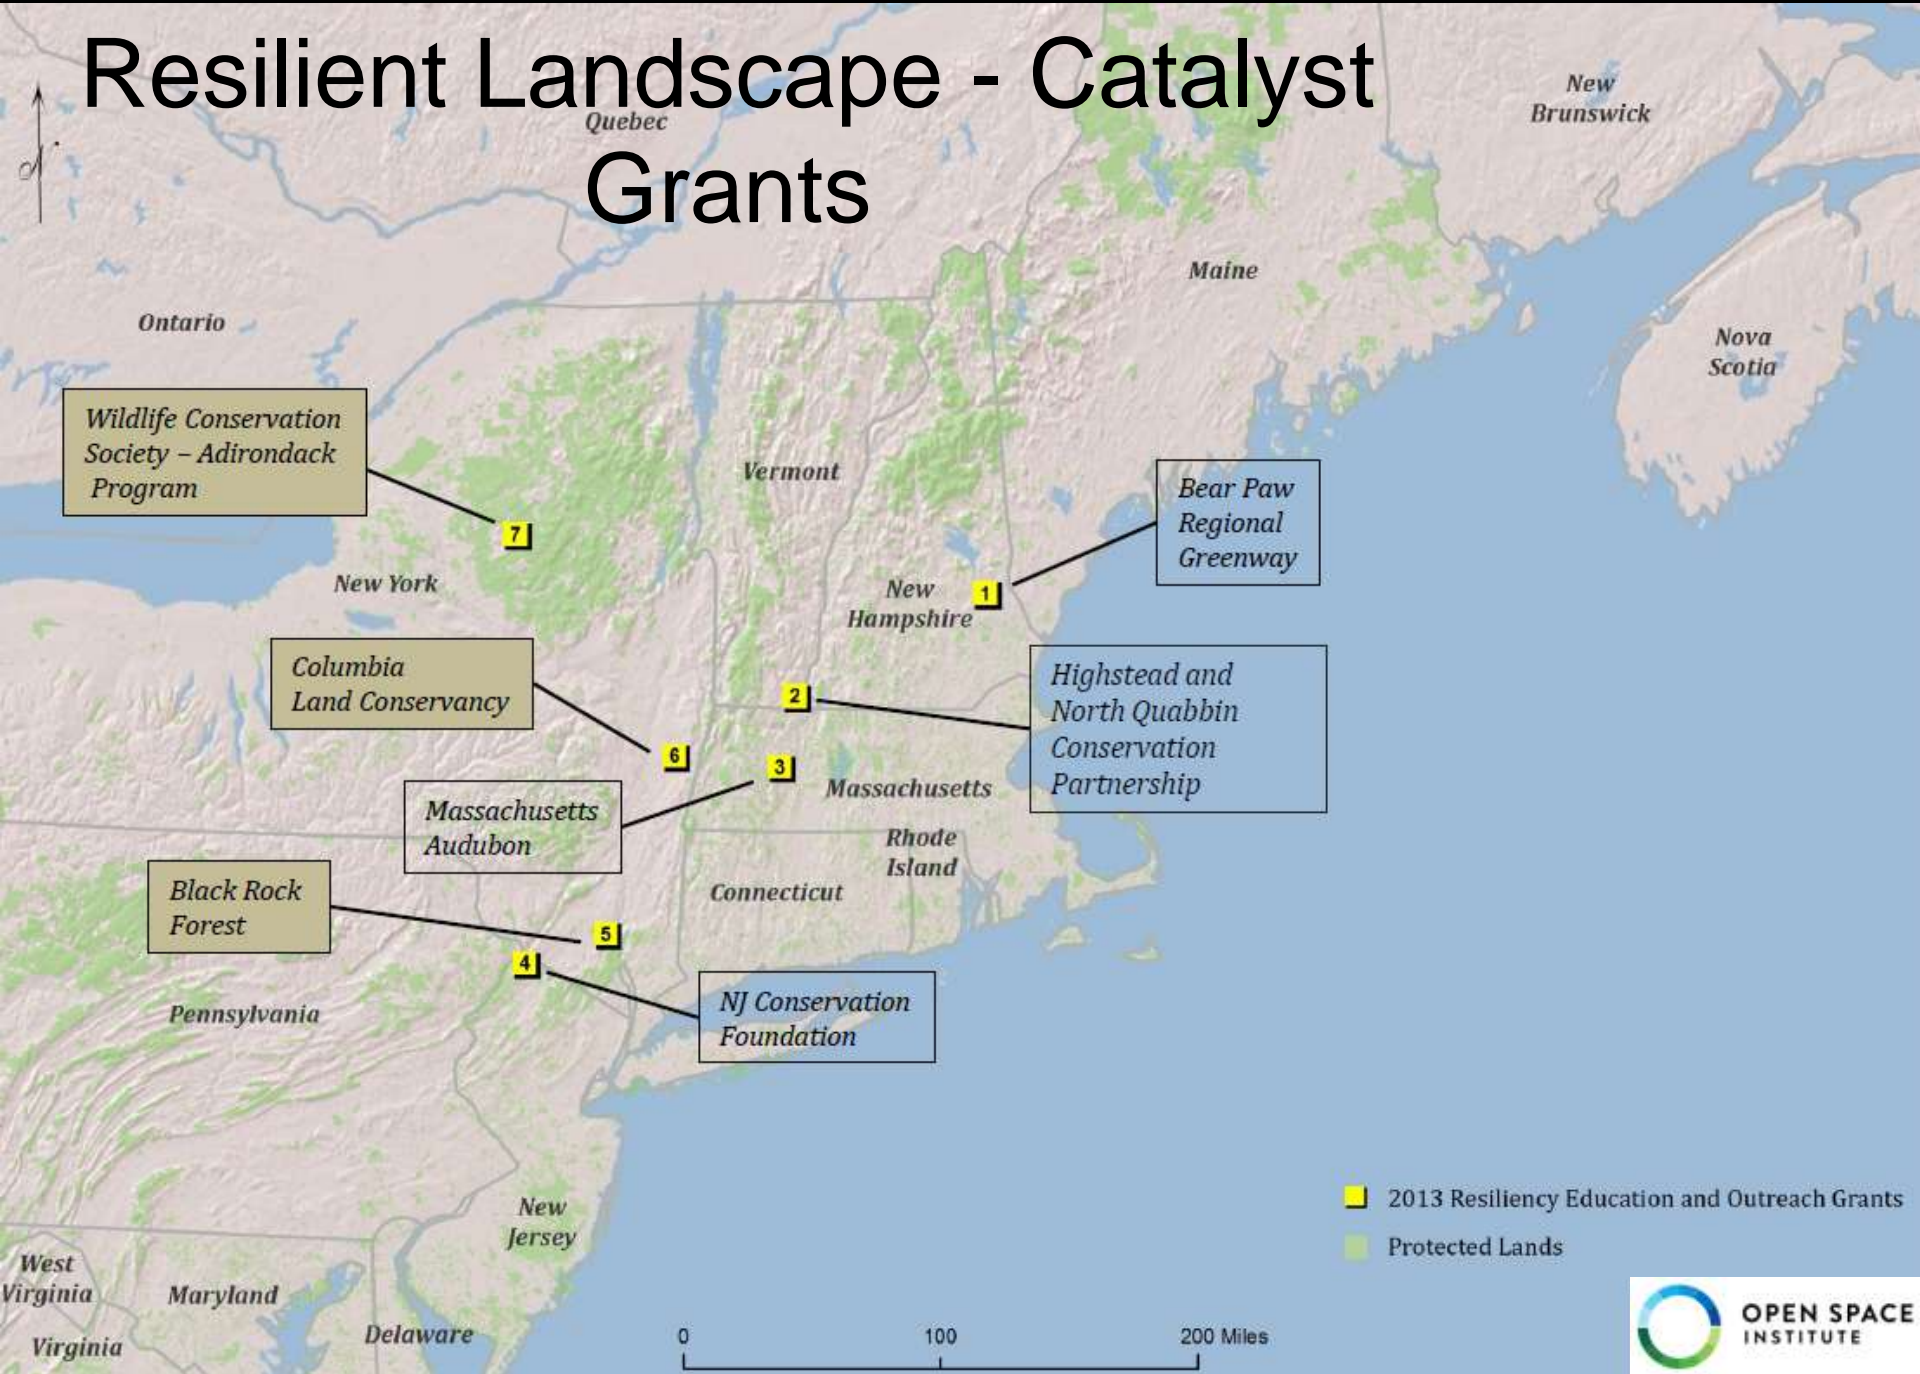 Resilient Landscape - Catalyst
Grants
Quebec
New
Brunswick
Maine
Ontario
Nova
Scotia
Wildlife Conservation
Society – Adirondack
Program
7
New York
Vermont
Bear Paw
Regional
Greenway
New
Hampshire
1
Columbia
Land Conservancy
6
2
Highstead and
North Quabbin
Conservation
Partnership
3
Massachusetts
Massachusetts
Audubon
Rhode
Island
Connecticut
Black Rock
Forest
5
4
NJ Conservation
Foundation
Pennsylvania
New
Jersey
2013 Resiliency Education and Outreach Grants
Protected Lands
West
Virginia
Maryland
Virginia
Delaware
0 100 200 Miles
OPEN SPACE
INSTITUTE